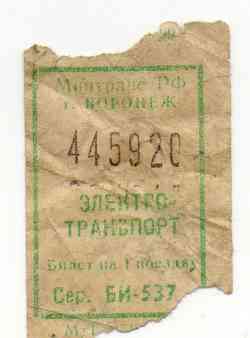 Минтранс РФ
г. ВОРОНЕЖ
445920
ЭЛЕКТРО-
ТРАНСПОРТ
Билет на 1 поездку
Сер. БИ-537